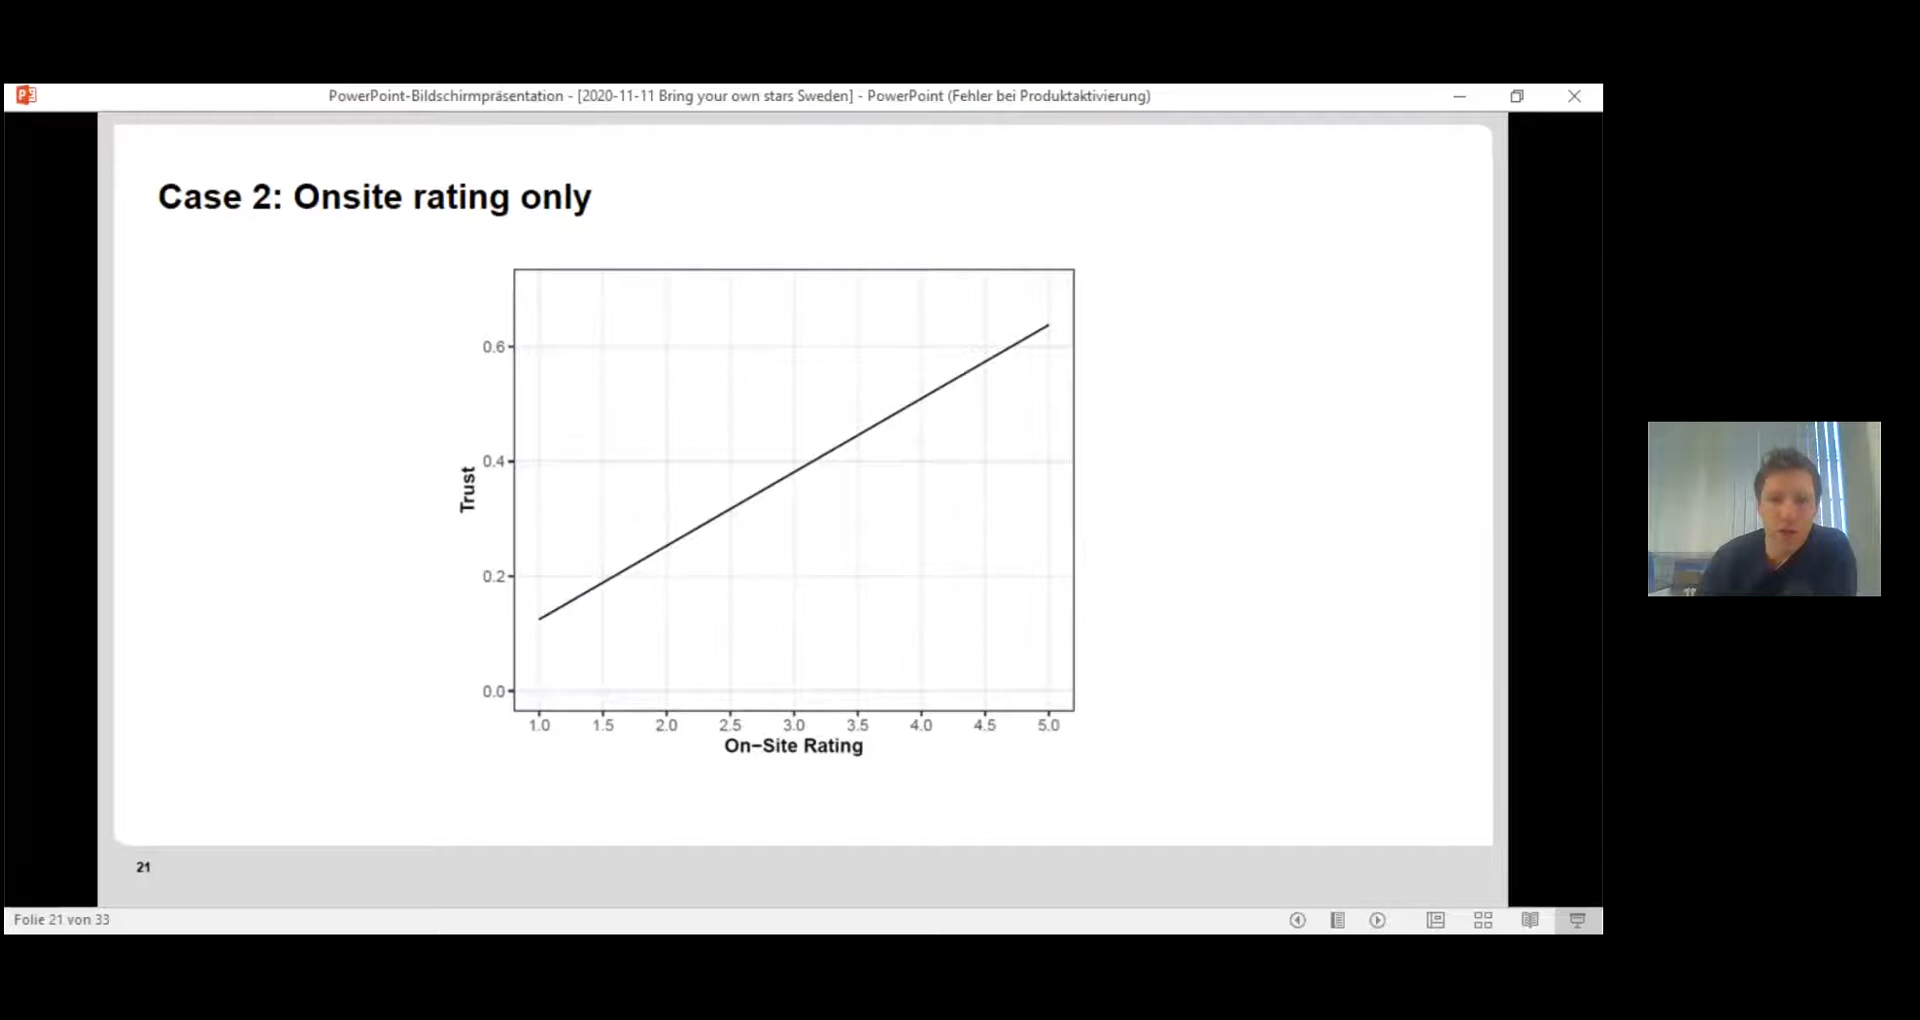 PowerPoint-Bildschirmpräsentation - [2020-11-11 Bring your own stars Sweden] - PowerPoint (Fehler bei Produktaktivierung)
Case 2: Onsite rating only
0.6
0.4
0.2
0.0
Trust
1.0 1.5 2.0 2.5 3.0 3.5 4.0 4.5 5.0
On−Site Rating
21
Folie 21 von 33